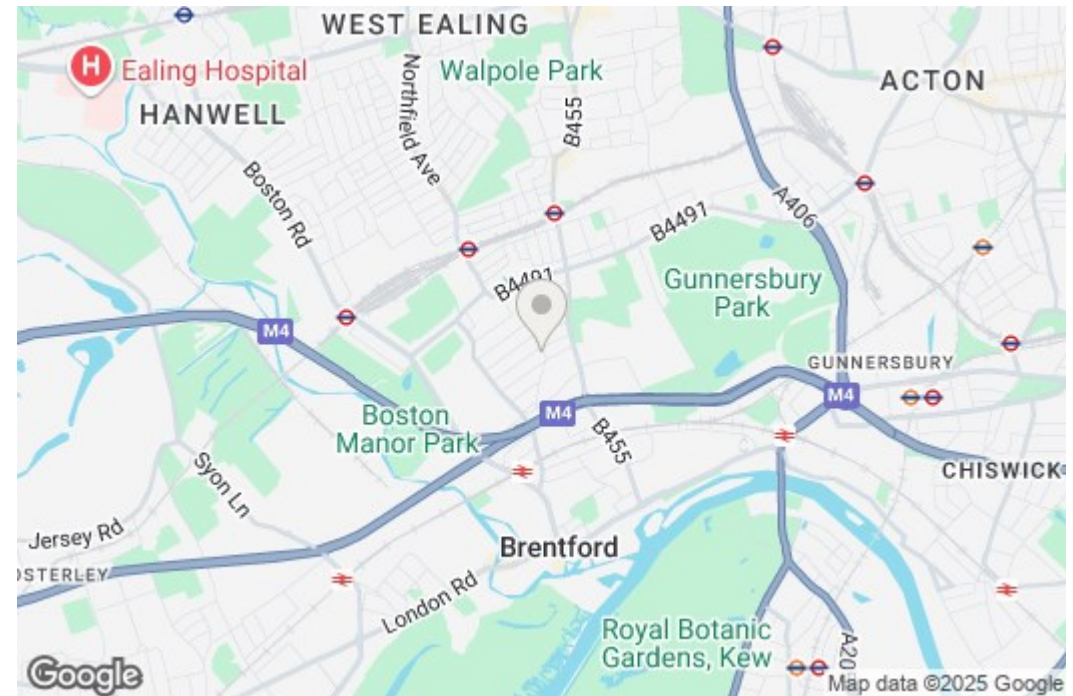 WEST EALING
H
Ealing Hospital
HANWELL
Walpole Park
Northfield Ave
B455
ACTON
Boston Rd
A406
B4491
B4491
Gunnersbury
Park
M4
GUNNERSBURY
M4
M4
Boston
Manor Park
B455
CHISWICK
Syon Ln
Jersey Rd
OSTERLEY
Brentford
London Rd
Royal Botanic
Gardens, Kew
A20
Google
Map data ©2025 Google